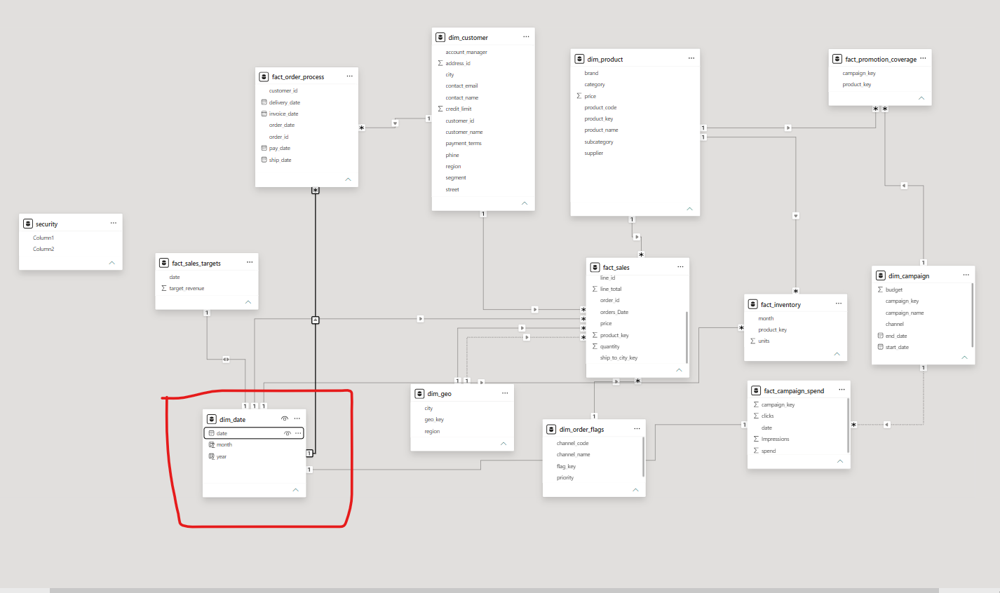 dim_customer
account_manager
address_id
city
contact_email
contact_name
credit_limit
customer_id
customer_name
payment_terms
phine
region
segment
street
dim_product
brand
category
price
product_code
product_key
product_name
subcategory
supplier
fact_promotion_coverage
campaign_key
product_key
fact_order_process
customer_id
delivery_date
invoice_date
order_date
order_id
pay_date
ship_date
security
Column1
Column2
fact_sales_targets
date
target_revenue
fact_sales
line_id
line_total
order_id
orders_Date
price
product_key
quantity
ship_to_city_key
fact_inventory
month
product_key
units
dim_campaign
budget
campaign_key
campaign_name
channel
end_date
start_date
dim_date
date
month
year
dim_geo
city
geo_key
region
dim_order_flags
channel_code
channel_name
flag_key
priority
fact_campaign_spend
campaign_key
clicks
date
Impressions
spend